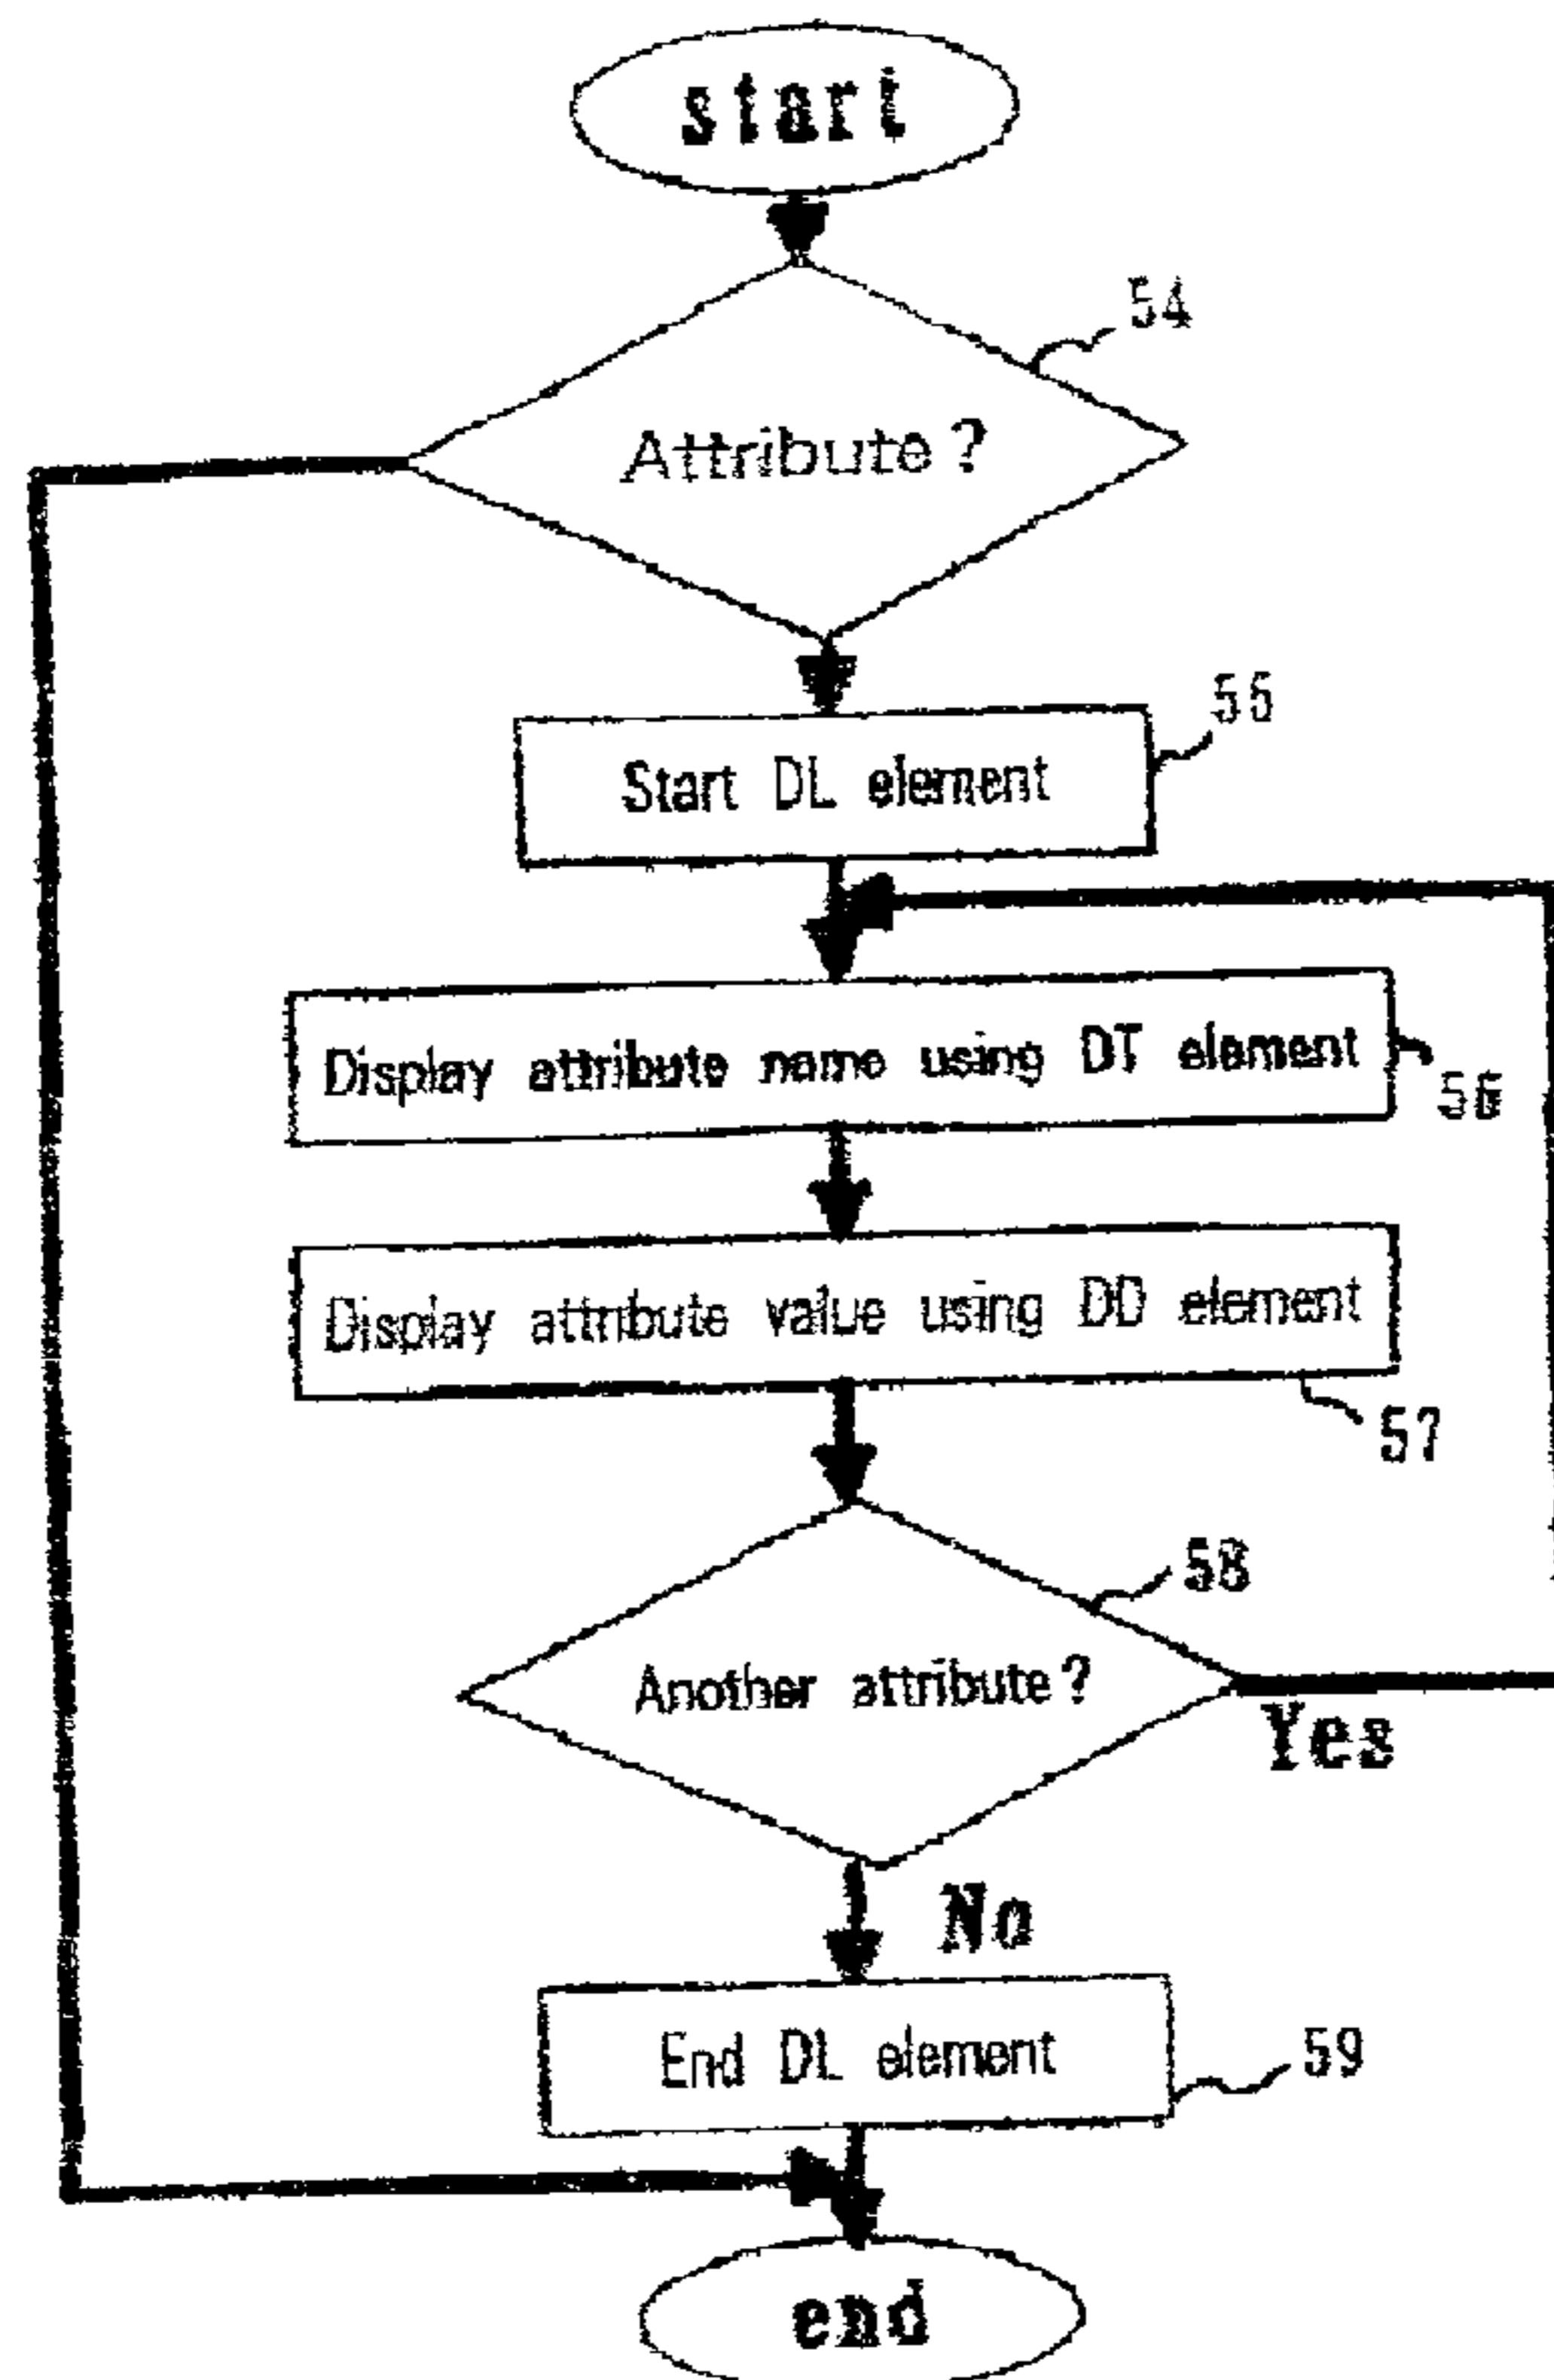 start
54
Attribute?
55
Start DL element
Display attribute name using DT element
56
Display attribute value using DD element
57
58
Another attribute?
Yes
No
End DL element
59
end